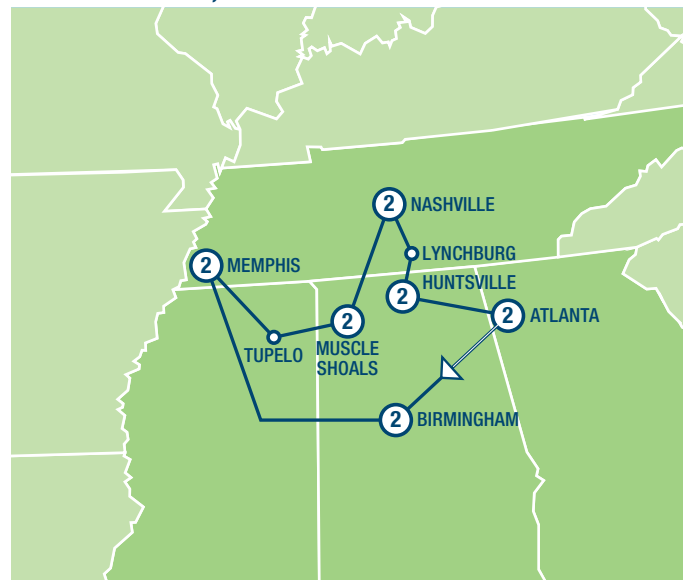 2
NASHVILLE
LYNCHBURG
2
MEMPHIS
HUNTSVILLE
2
2
ATLANTA
2
MUSCLE
SHOALS
TUPELO
2
BIRMINGHAM